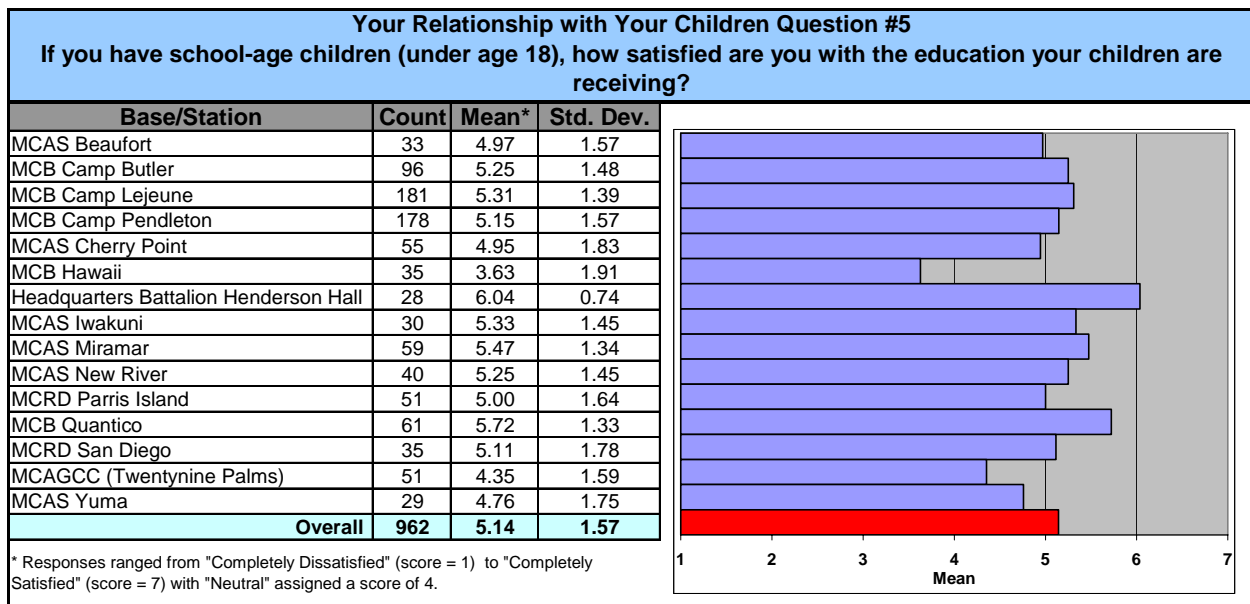 Your Relationship with Your Children Question #5
If you have school-age children (under age 18), how satisfied are you with the education your children are
receiving?
Base/Station Count Mean* Std. Dev.
MCAS Beaufort 33 4.97 1.57
MCB Camp Butler 96 5.25 1.48
MCB Camp Lejeune 181 5.31 1.39
MCB Camp Pendleton 178 5.15 1.57
MCAS Cherry Point 55 4.95 1.83
MCB Hawaii 35 3.63 1.91
Headquarters Battalion Henderson Hall 28 6.04 0.74
MCAS Iwakuni 30 5.33 1.45
MCAS Miramar 59 5.47 1.34
MCAS New River 40 5.25 1.45
MCRD Parris Island 51 5.00 1.64
MCB Quantico 61 5.72 1.33
MCRD San Diego 35 5.11 1.78
MCAGCC (Twentynine Palms) 51 4.35 1.59
MCAS Yuma 29 4.76 1.75
Overall 962 5.14 1.57
* Responses ranged from "Completely Dissatisfied" (score = 1) to "Completely
Satisfied" (score = 7) with "Neutral" assigned a score of 4.
1 2 3 4 5 6 7
Mean